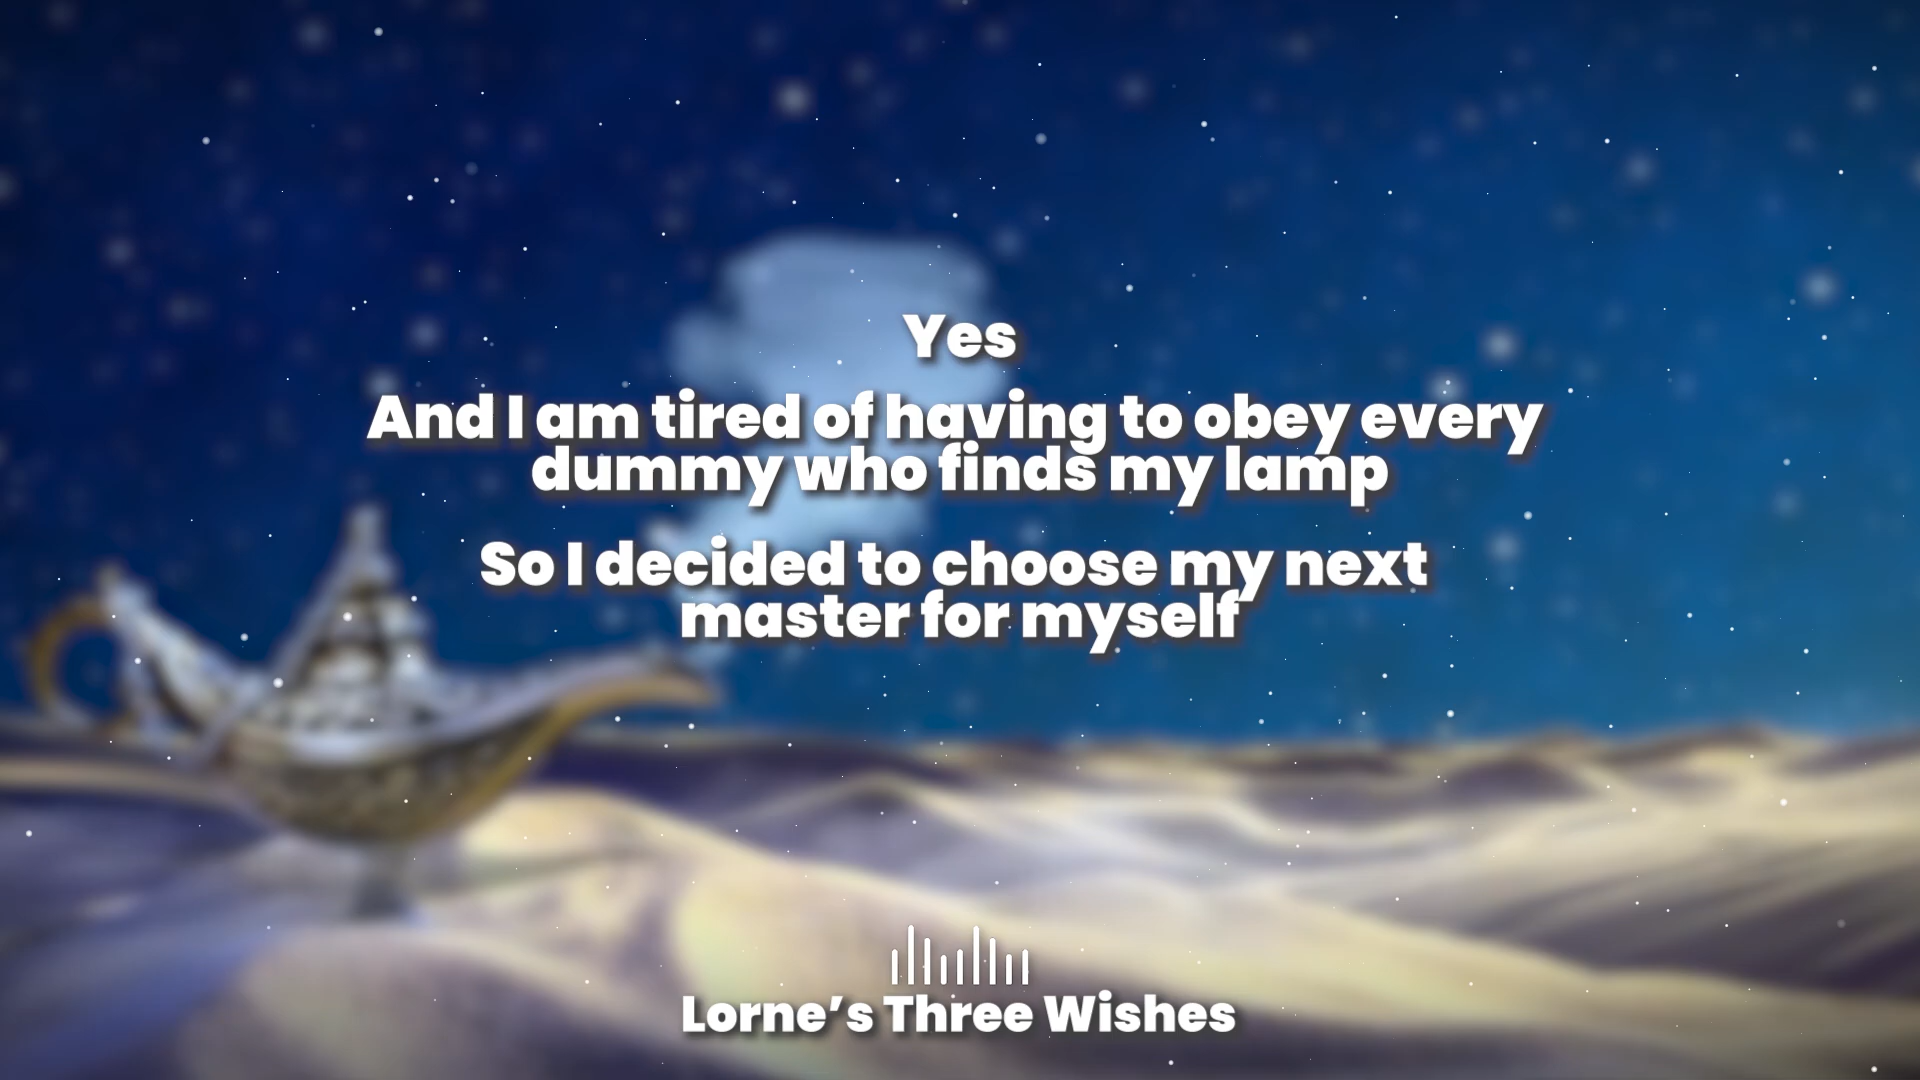 Yes
And I am tired of having to obey every
dummy who finds my lamp
So I decided to choose my next
master for myself
Lorne’s Three Wishes